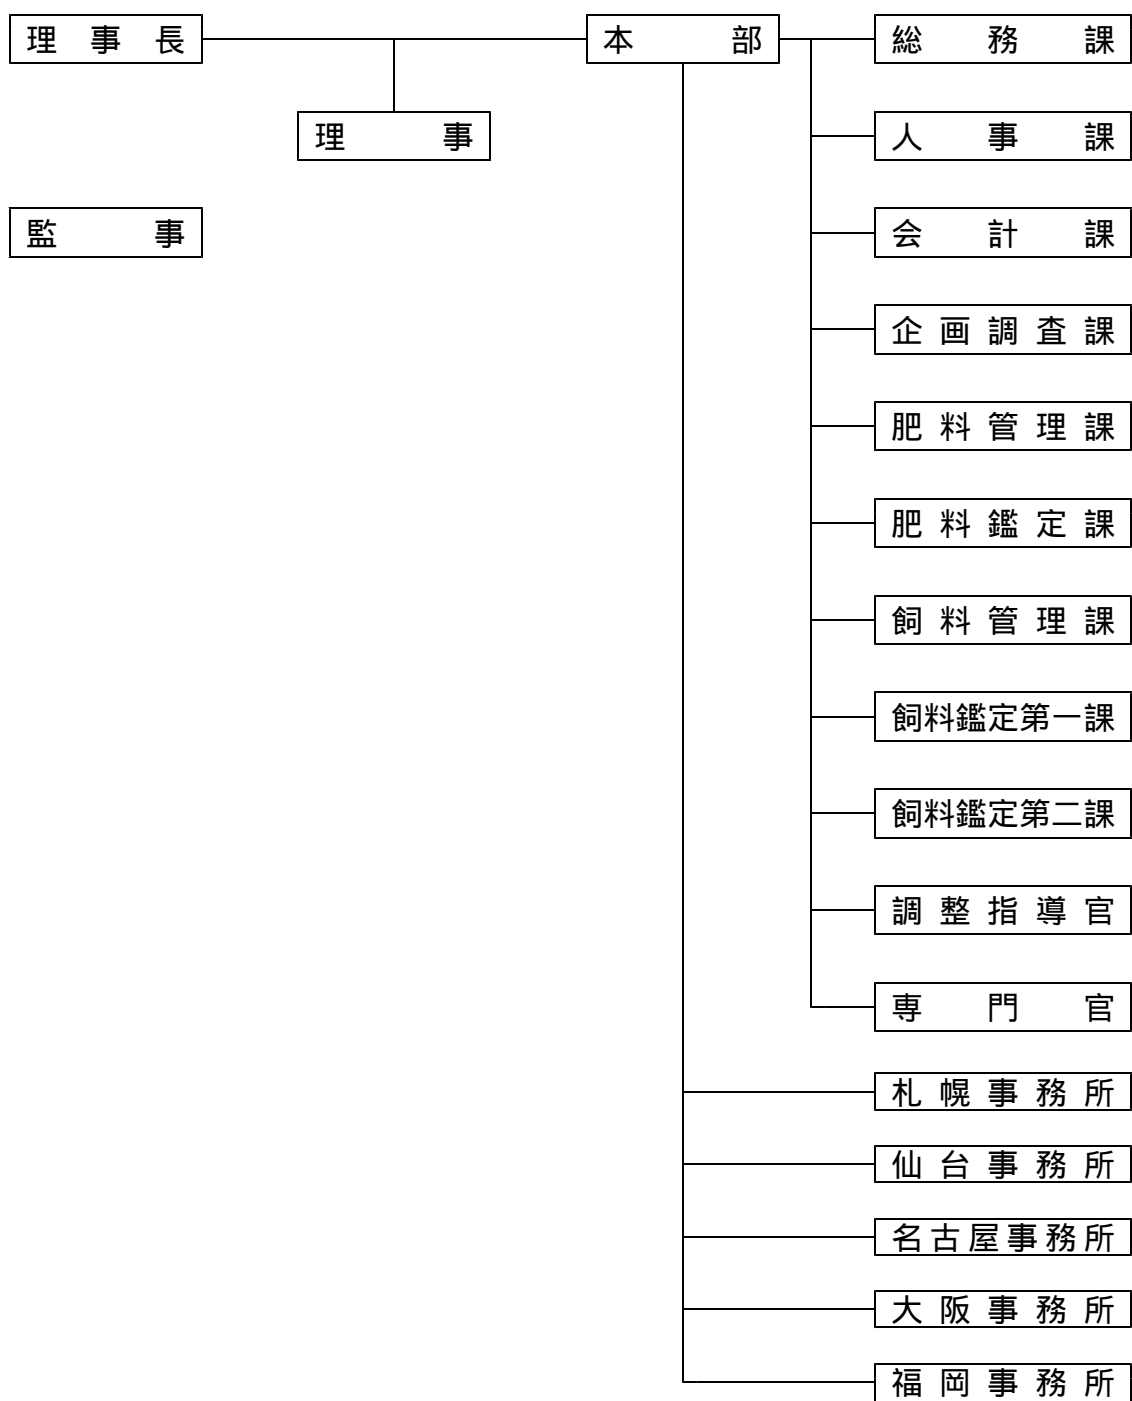 理事長
本部
総務課
理事
人事課
監事
会計課
企画調査課
肥料管理課
肥料鑑定課
飼料管理課
飼料鑑定第一課
飼料鑑定第二課
調整指導官
専門官
札幌事務所
仙台事務所
名古屋事務所
大阪事務所
福岡事務所